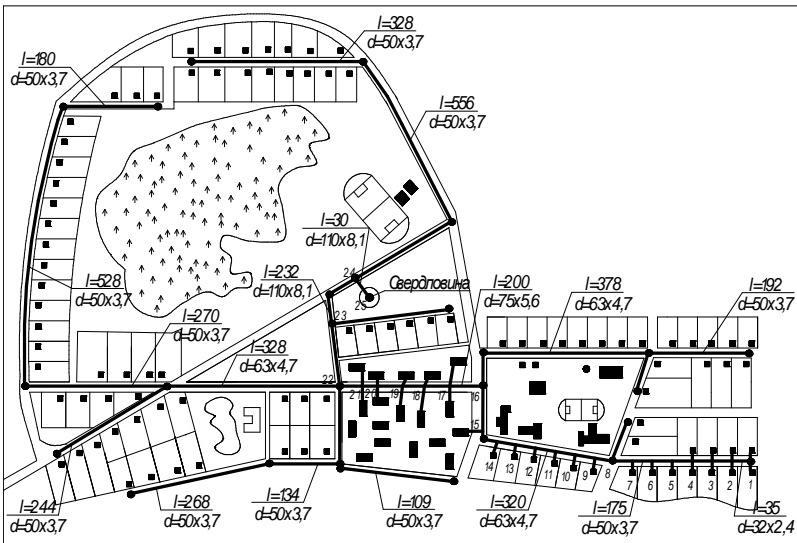 l=328
d=50x3,7
l=180
d=50x3,7
l=556
d=50x3,7
l=30
d=110x8,1
l=232
d=110x8,1
24
Свердловина
25
l=200
d=75x5,6
l=378
d=63x4,7
l=192
d=50x3,7
l=528
d=50x3,7
l=270
d=50x3,7
23
l=328
d=63x4,7
22
21
20
19
18
17
16
15
14
13
12
11
10
9
8
7
6
5
4
3
2
1
l=244
d=50x3,7
l=268
d=50x3,7
l=134
d=50x3,7
l=109
d=50x3,7
l=320
d=63x4,7
l=175
d=50x3,7
l=35
d=32x2,4